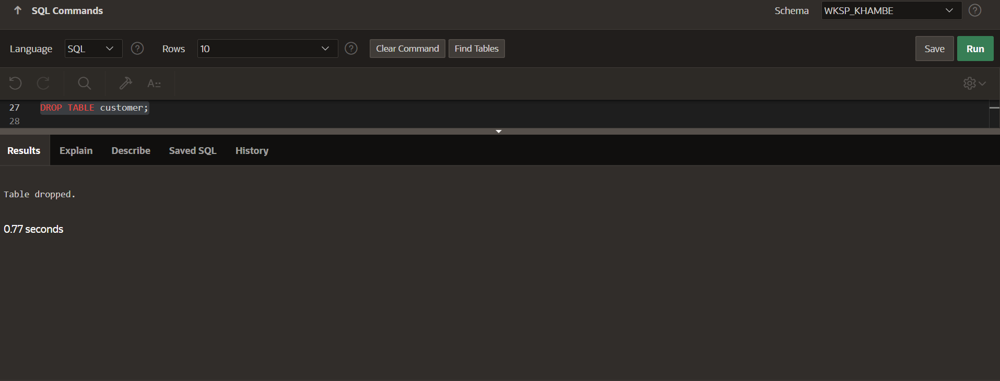 SQL Commands
Schema WKSP_KHAMBE ?
Language SQL ? Rows 10 ? Clear Command Find Tables Save Run
A
27 DROP TABLE customer;
28
Results Explain Describe Saved SQL History
Table dropped.
0.77 seconds